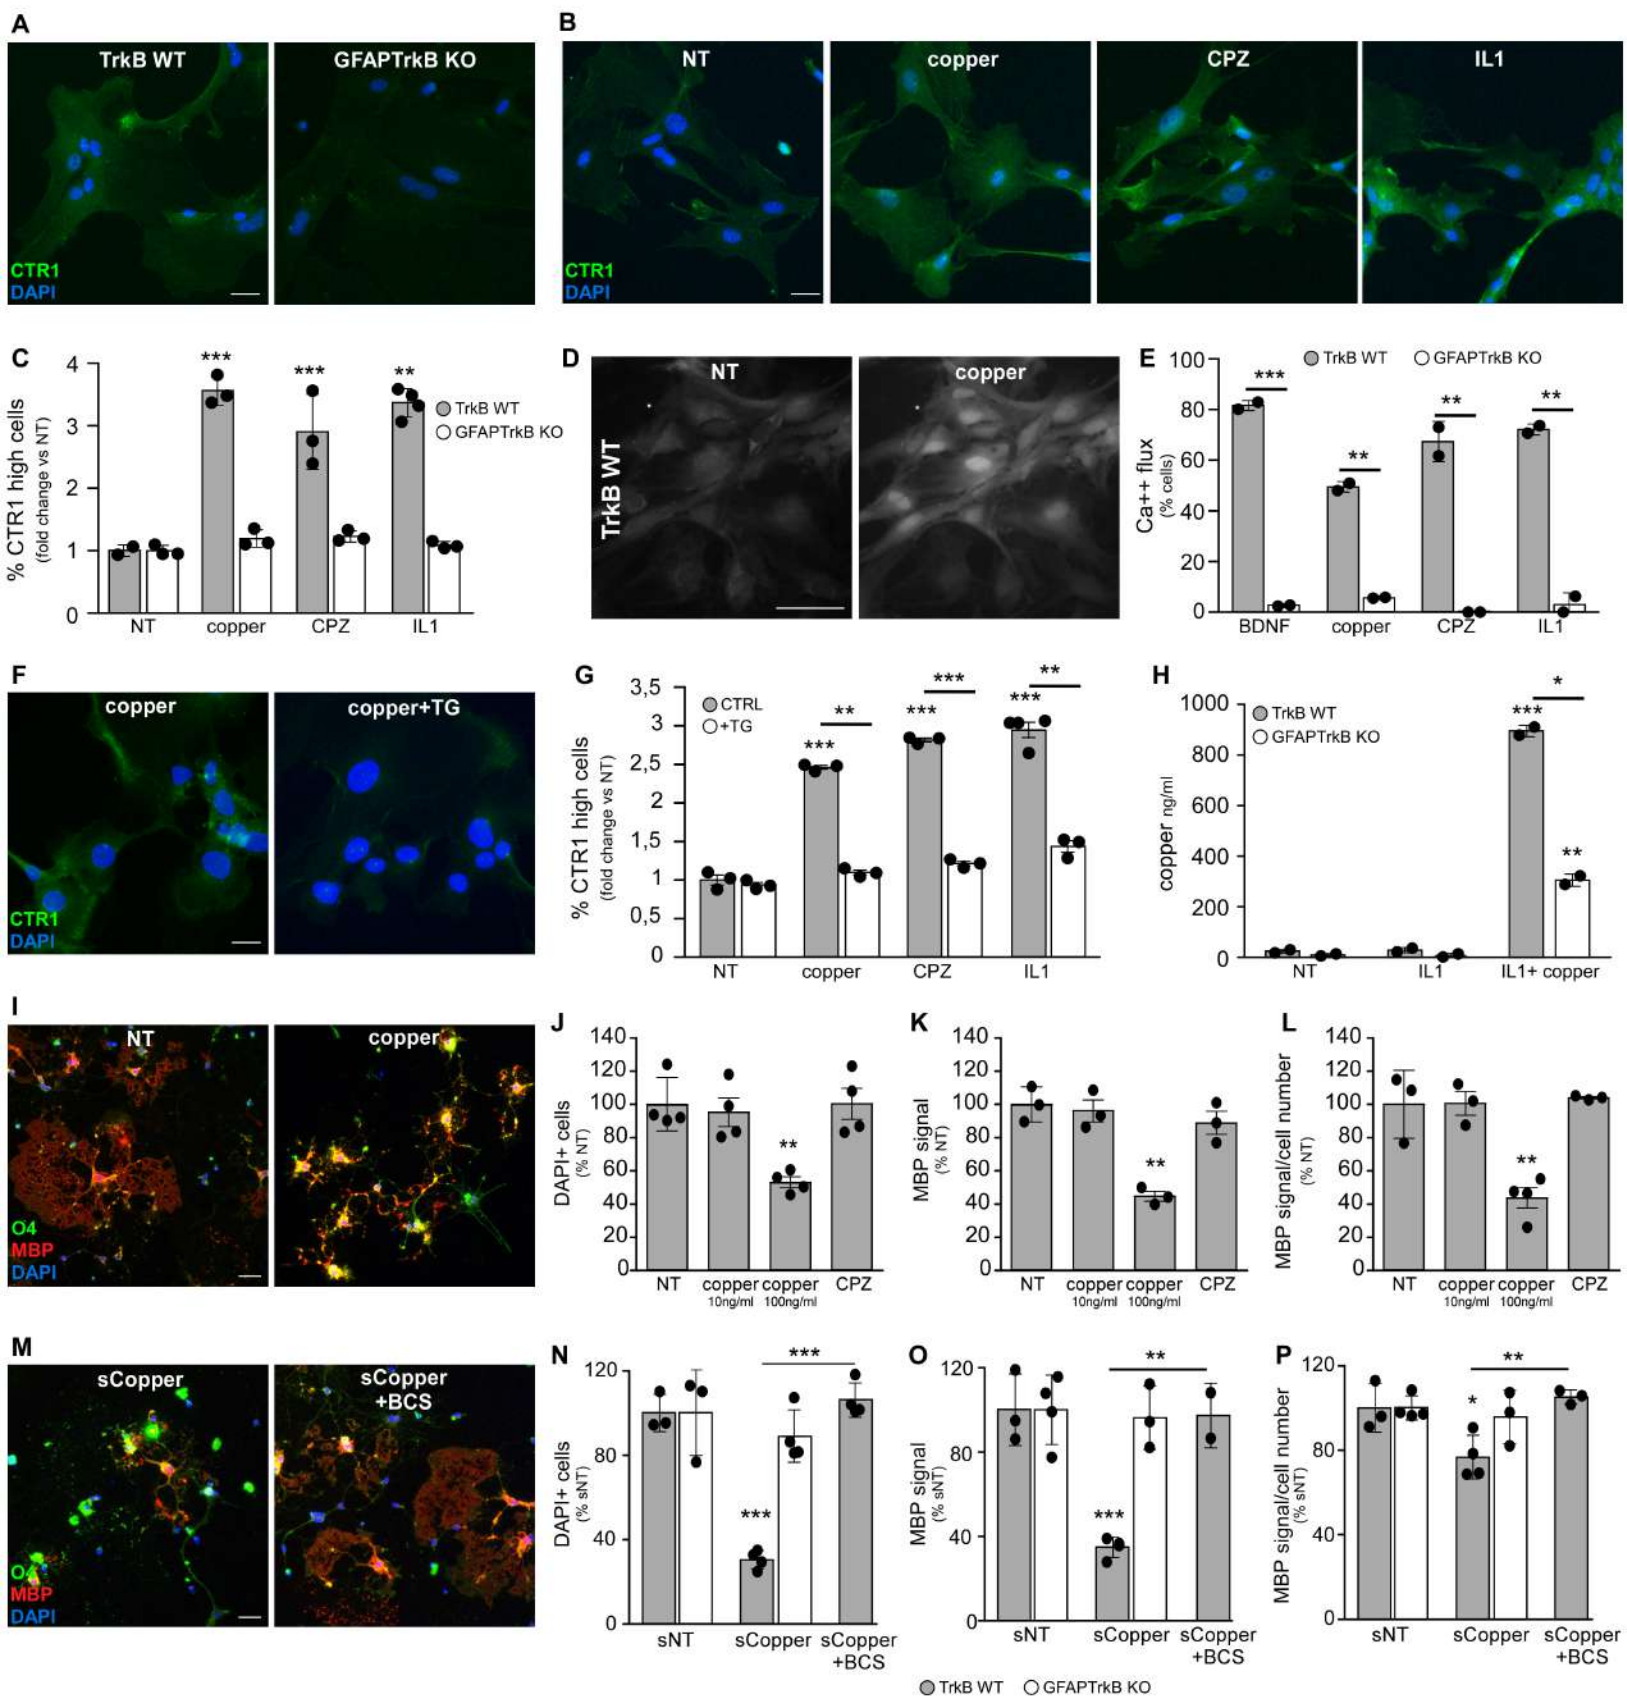 A
B
TrkB WT
GFAPTrkB KO
NT
copper
CPZ
IL1
CTR1
DAPI
CTR1
DAPI
C
4
3
2
1
0
% CTR1 high cells
(fold change vs NT)
***
***
**
TrkB WT
GFAPTrkB KO
NT
copper
CPZ
IL1
D
NT
copper
TrkB WT
E
100
80
60
40
20
0
Ca++ flux
(% cells)
TrkB WT
GFAPTrkB KO
***
**
**
**
BDNF
copper
CPZ
IL1
F
copper
copper+TG
CTR1
DAPI
G
3,5
3
2,5
2
1,5
1
0,5
0
% CTR1 high cells
(fold change vs NT)
CTRL
+TG
***
**
***
***
***
**
NT
copper
CPZ
IL1
H
1000
800
600
400
200
0
copper ng/ml
TrkB WT
GFAPTrkB KO
*
***
**
NT
IL1
IL1+ copper
I
NT
copper
O4
MBP
DAPI
J
140
100
80
60
40
20
0
DAPI+ cells
(% NT)
**
NT
copper
10ng/ml
copper
100ng/ml
CPZ
K
140
100
80
60
40
20
0
MBP signal
(% NT)
**
NT
copper
10ng/ml
copper
100ng/ml
CPZ
L
140
100
80
60
40
20
0
MBP signal/cell number
(% NT)
**
NT
copper
10ng/ml
copper
100ng/ml
CPZ
M
sCopper
sCopper
+BCS
O4
MBP
DAPI
N
120
80
40
0
DAPI+ cells
(% sNT)
***
***
sNT
sCopper
sCopper
+BCS
O
120
80
40
0
MBP signal
(% sNT)
**
***
sNT
sCopper
sCopper
+BCS
P
120
80
40
0
MBP signal/cell number
(% sNT)
**
*
sNT
sCopper
sCopper
+BCS
TrkB WT
GFAPTrkB KO